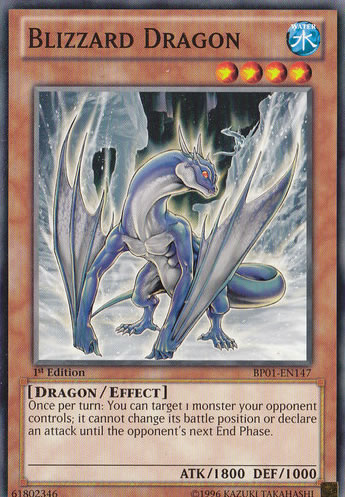 BLIZZARD DRAGON
WATER
水
1st Edition
BP01-EN147
[DRAGON/EFFECT]
Once per turn: You can target 1 monster your opponent
controls; it cannot change its battle position or declare
an attack until the opponent's next End Phase.
ATK/1800 DEF/1000
61802346
©1996 KAZUKI TAKAHASHI